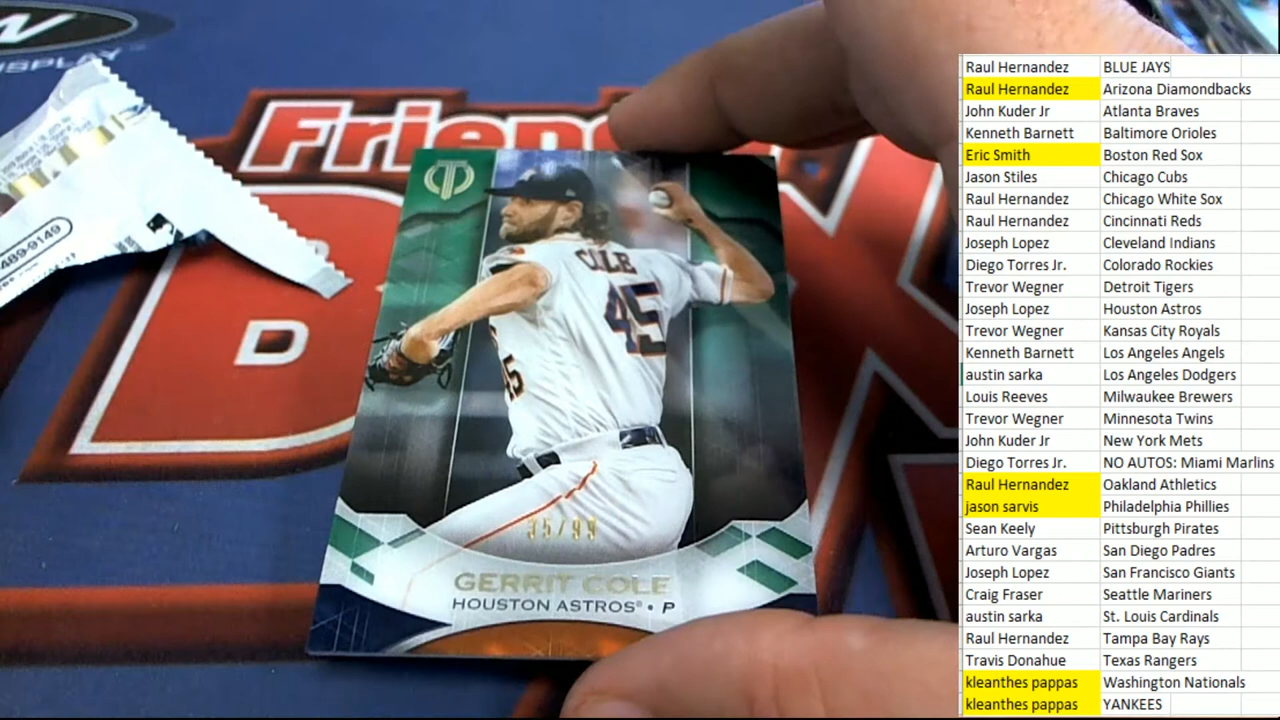 W
DISPLAY
Frien
D
489-9149
COLE
45
35/99
GERRIT COLE
HOUSTON ASTROS® • P
Raul Hernandez BLUE JAYS
Raul Hernandez Arizona Diamondbacks
John Kuder Jr Atlanta Braves
Kenneth Barnett Baltimore Orioles
Eric Smith Boston Red Sox
Jason Stiles Chicago Cubs
Raul Hernandez Chicago White Sox
Raul Hernandez Cincinnati Reds
Joseph Lopez Cleveland Indians
Diego Torres Jr. Colorado Rockies
Trevor Wegner Detroit Tigers
Joseph Lopez Houston Astros
Trevor Wegner Kansas City Royals
Kenneth Barnett Los Angeles Angels
austin sarka Los Angeles Dodgers
Louis Reeves Milwaukee Brewers
Trevor Wegner Minnesota Twins
John Kuder Jr New York Mets
Diego Torres Jr. NO AUTOS: Miami Marlins
Raul Hernandez Oakland Athletics
jason sarvis Philadelphia Phillies
Sean Keely Pittsburgh Pirates
Arturo Vargas San Diego Padres
Joseph Lopez San Francisco Giants
Craig Fraser Seattle Mariners
austin sarka St. Louis Cardinals
Raul Hernandez Tampa Bay Rays
Travis Donahue Texas Rangers
kleanthes pappas Washington Nationals
kleanthes pappas YANKEES